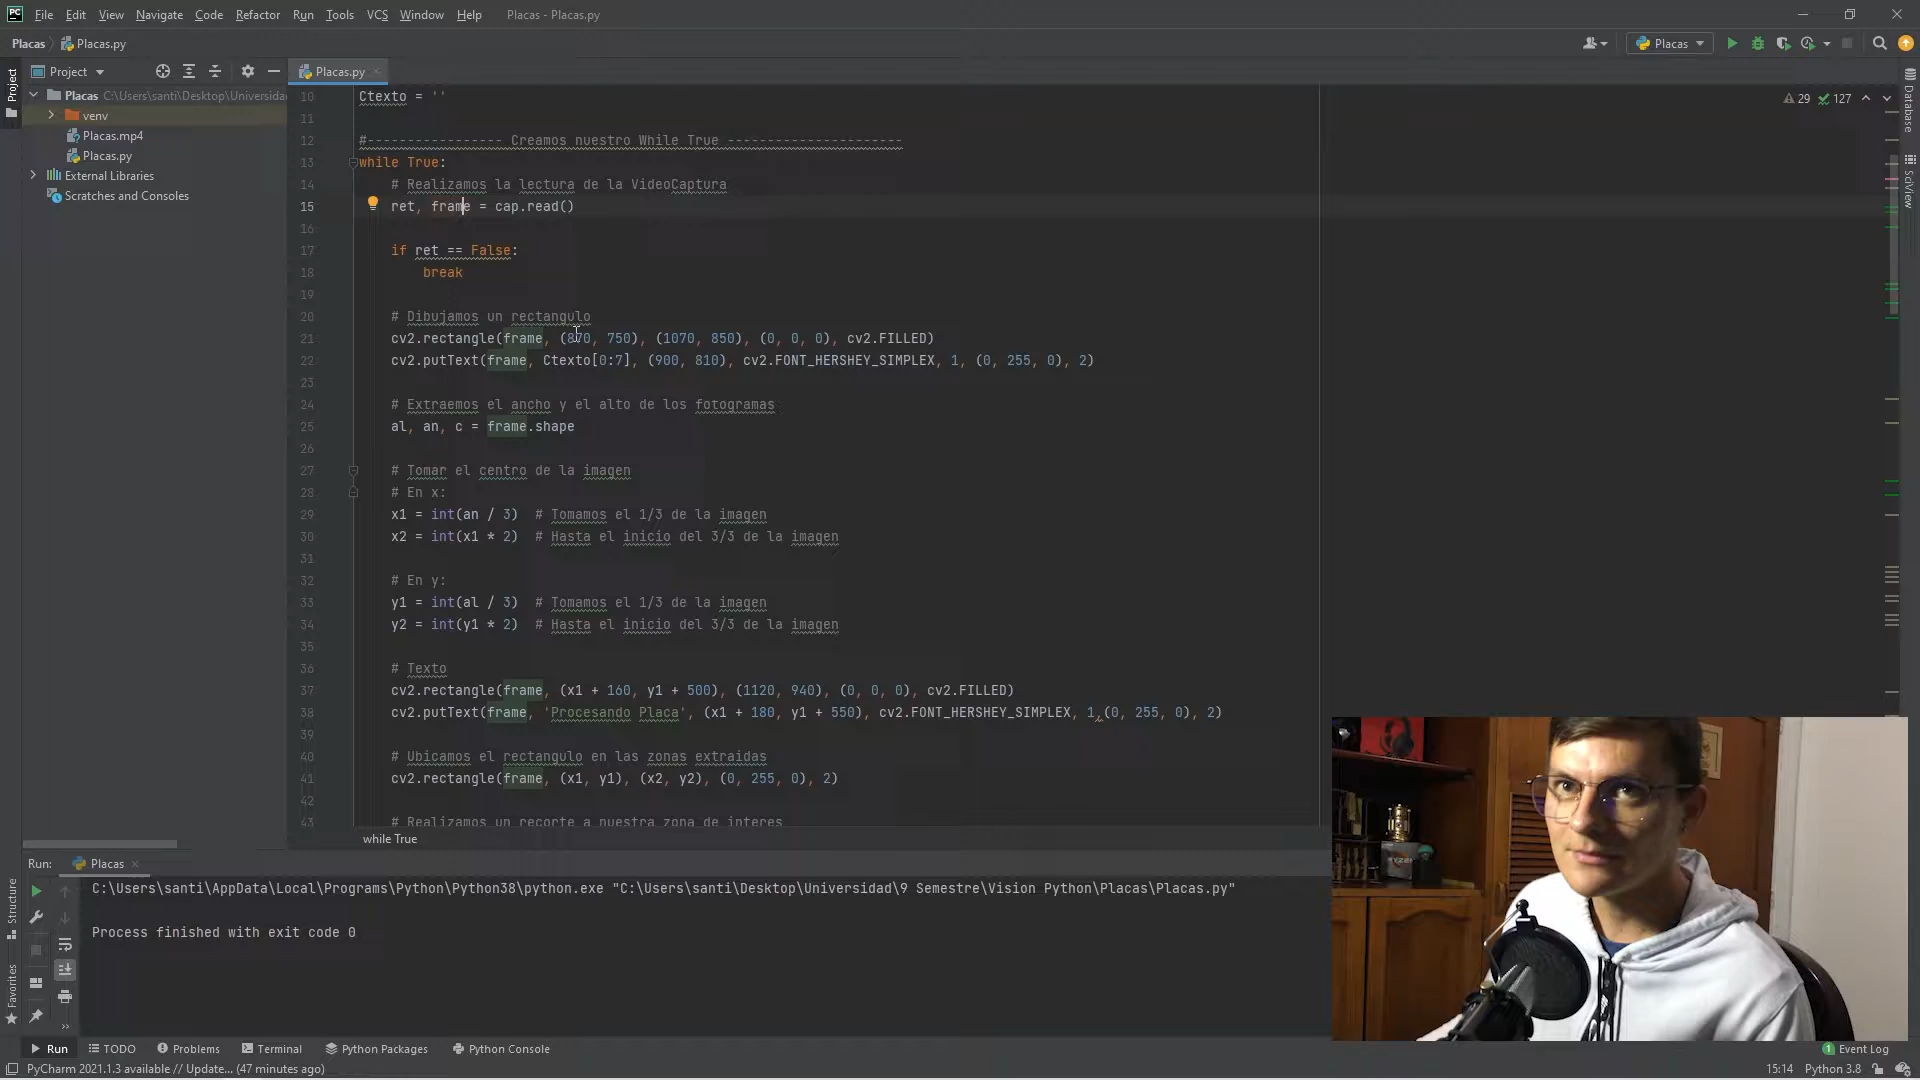 PC File Edit View Navigate Code Refactor Run Tools VCS Window Help Placas - Placas.py
Placas Placas.py Placas
Project Placas.py
Project
Placas C:\Users\santi\Desktop\Universida
venv
Placas.mp4
Placas.py
External Libraries
Scratches and Consoles
29 127
Database
SciView
10 Ctexto = ''
11
12 #----------------- Creamos nuestro While True ----------------------
13 while True:
14 # Realizamos la lectura de la VideoCaptura
15 ret, frame = cap.read()
16
17 if ret == False:
18 break
19
20 # Dibujamos un rectangulo
21 cv2.rectangle(frame, (870, 750), (1070, 850), (0, 0, 0), cv2.FILLED)
22 cv2.putText(frame, Ctexto[0:7], (900, 810), cv2.FONT_HERSHEY_SIMPLEX, 1, (0, 255, 0), 2)
23
24 # Extraemos el ancho y el alto de los fotogramas
25 al, an, c = frame.shape
26
27 # Tomar el centro de la imagen
28 # En x:
29 x1 = int(an / 3) # Tomamos el 1/3 de la imagen
30 x2 = int(x1 * 2) # Hasta el inicio del 3/3 de la imagen
31
32 # En y:
33 y1 = int(al / 3) # Tomamos el 1/3 de la imagen
34 y2 = int(y1 * 2) # Hasta el inicio del 3/3 de la imagen
35
36 # Texto
37 cv2.rectangle(frame, (x1 + 160, y1 + 500), (1120, 940), (0, 0, 0), cv2.FILLED)
38 cv2.putText(frame, 'Procesando Placa', (x1 + 180, y1 + 550), cv2.FONT_HERSHEY_SIMPLEX, 1,(0, 255, 0), 2)
39
40 # Ubicamos el rectangulo en las zonas extraidas
41 cv2.rectangle(frame, (x1, y1), (x2, y2), (0, 255, 0), 2)
42
43 # Realizamos un recorte a nuestra zona de interes
while True
Run: Placas
C:\Users\santi\AppData\Local\Programs\Python\Python38\python.exe "C:\Users\santi\Desktop\Universidad\9 Semestre\Vision Python\Placas\Placas.py"
Process finished with exit code 0
Structure
Favorites
RYZEN
Run TODO Problems Terminal Python Packages Python Console 1 Event Log
PyCharm 2021.1.3 available // Update... (47 minutes ago) 15:14 Python 3.8